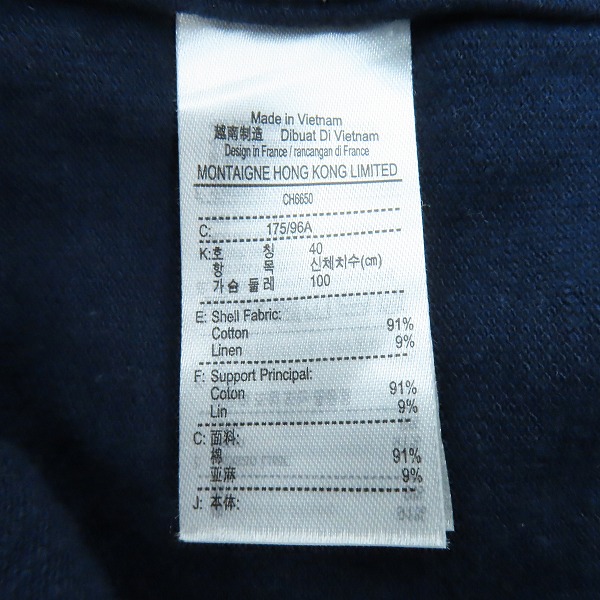 Made in Vietnam
越南制造 Dibuat Di Vietnam
Design in France / rancangan di France
MONTAIGNE HONG KONG LIMITED
CH6650
C: 175/96A
K: 호 칭 40
항 목 신체치수(cm)
가슴 둘레 100
E: Shell Fabric:
Cotton 91%
Linen 9%
F: Support Principal:
Coton 91%
Lin 9%
C: 面料:
棉 91%
亚麻 9%
J: 本体: